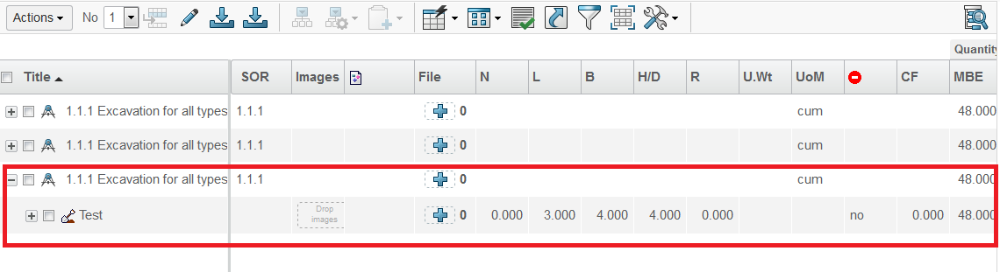 Actions No 1
Quantity
Title SOR Images File N L B H/D R U.Wt UoM CF MBE
1.1.1 Excavation for all types 1.1.1 0 cum 48.000
1.1.1 Excavation for all types 1.1.1 0 cum 48.000
1.1.1 Excavation for all types 1.1.1 0 cum 48.000
Test Drop images 0 0.000 3.000 4.000 4.000 0.000 no 0.000 48.000